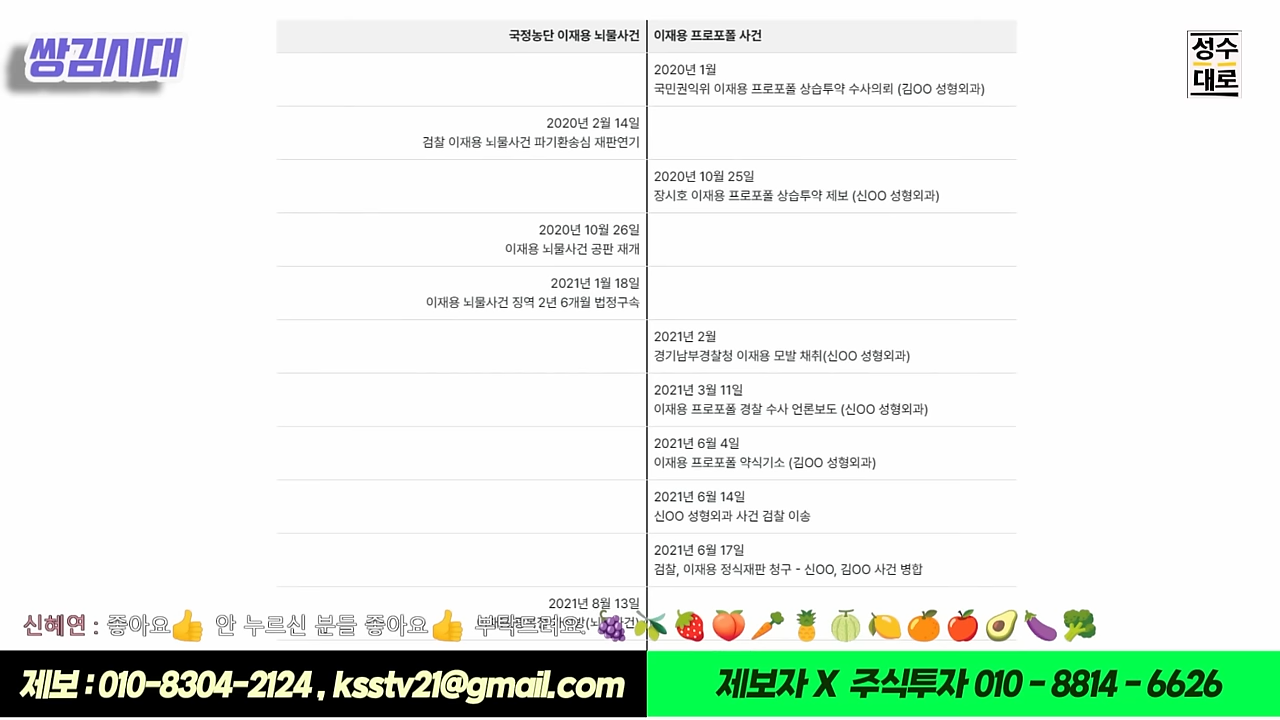 쌍김시대
성수
대로
국정농단 이재용 뇌물사건
이재용 프로포폴 사건
2020년 1월
국민권익위 이재용 프로포폴 상습투약 수사의뢰 (김OO 성형외과)
2020년 2월 14일
검찰 이재용 뇌물사건 파기환송심 재판연기
2020년 10월 25일
장시호 이재용 프로포폴 상습투약 제보 (신OO 성형외과)
2020년 10월 26일
이재용 뇌물사건 공판 재개
2021년 1월 18일
이재용 뇌물사건 징역 2년 6개월 법정구속
2021년 2월
경기남부경찰청 이재용 모발 채취(신OO 성형외과)
2021년 3월 11일
이재용 프로포폴 경찰 수사 언론보도 (신OO 성형외과)
2021년 6월 4일
이재용 프로포폴 약식기소 (김OO 성형외과)
2021년 6월 14일
신OO 성형외과 사건 검찰 이송
2021년 6월 17일
검찰, 이재용 정식재판 청구 - 신OO, 김OO 사건 병합
2021년 8월 13일
신혜연 : 좋아요👍 안 누르신 분들 좋아요👍 부탁드려요. 🍇🫒🍓🍑🥕🍍🍈🍋🍊🍎🥑🍆🥦
제보 : 010-8304-2124 , ksstv21@gmail.com
제보자 X 주식투자 010 - 8814 - 6626